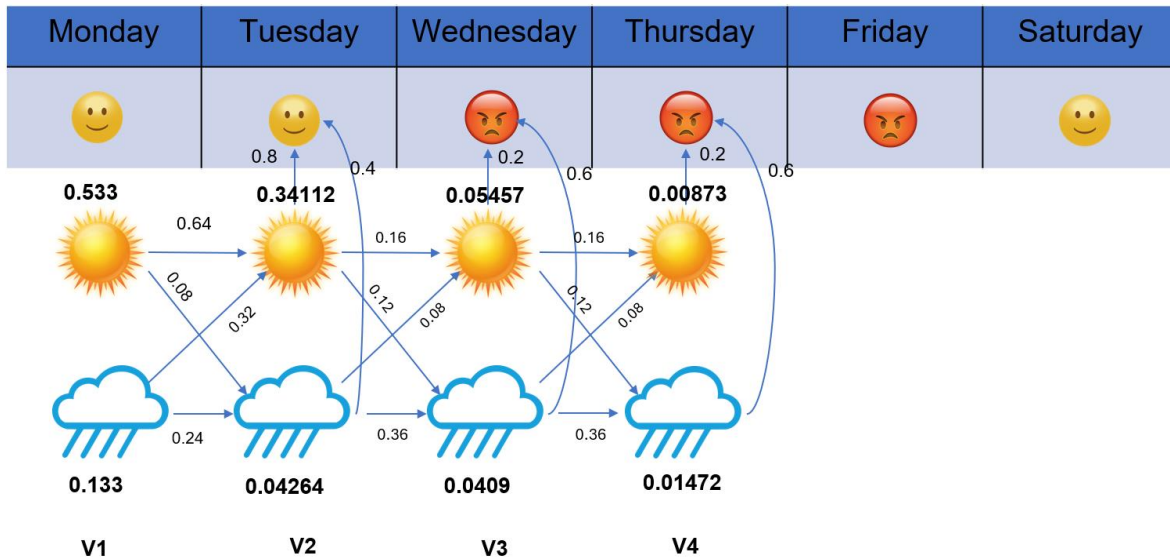 Monday Tuesday Wednesday Thursday Friday Saturday
0.8 0.4 0.2 0.6 0.2 0.6
0.533 0.34112 0.05457 0.00873
0.64 0.16 0.16
0.08 0.32 0.12 0.08 0.12 0.08
0.24 0.36 0.36
0.133 0.04264 0.0409 0.01472
V1 V2 V3 V4